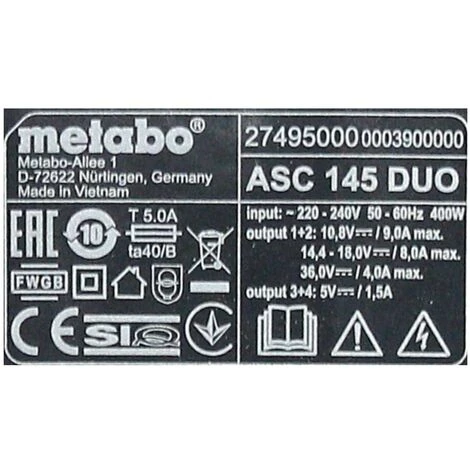 metabo®
Metabo-Allee 1
D-72622 Nürtingen, Germany
Made in Vietnam
EAC
10
T 5.0A
ta40/B
FWGB
CE
SIQ
27495000 0003900000
ASC 145 DUO
input: ~ 220 - 240V 50 - 60Hz 400W
output 1+2: 10,8V⎓ / 9,0A max.
14,4 - 18,0V⎓ / 8,0A max.
36,0V⎓ / 4,0A max.
output 3+4: 5V⎓ / 1,5A